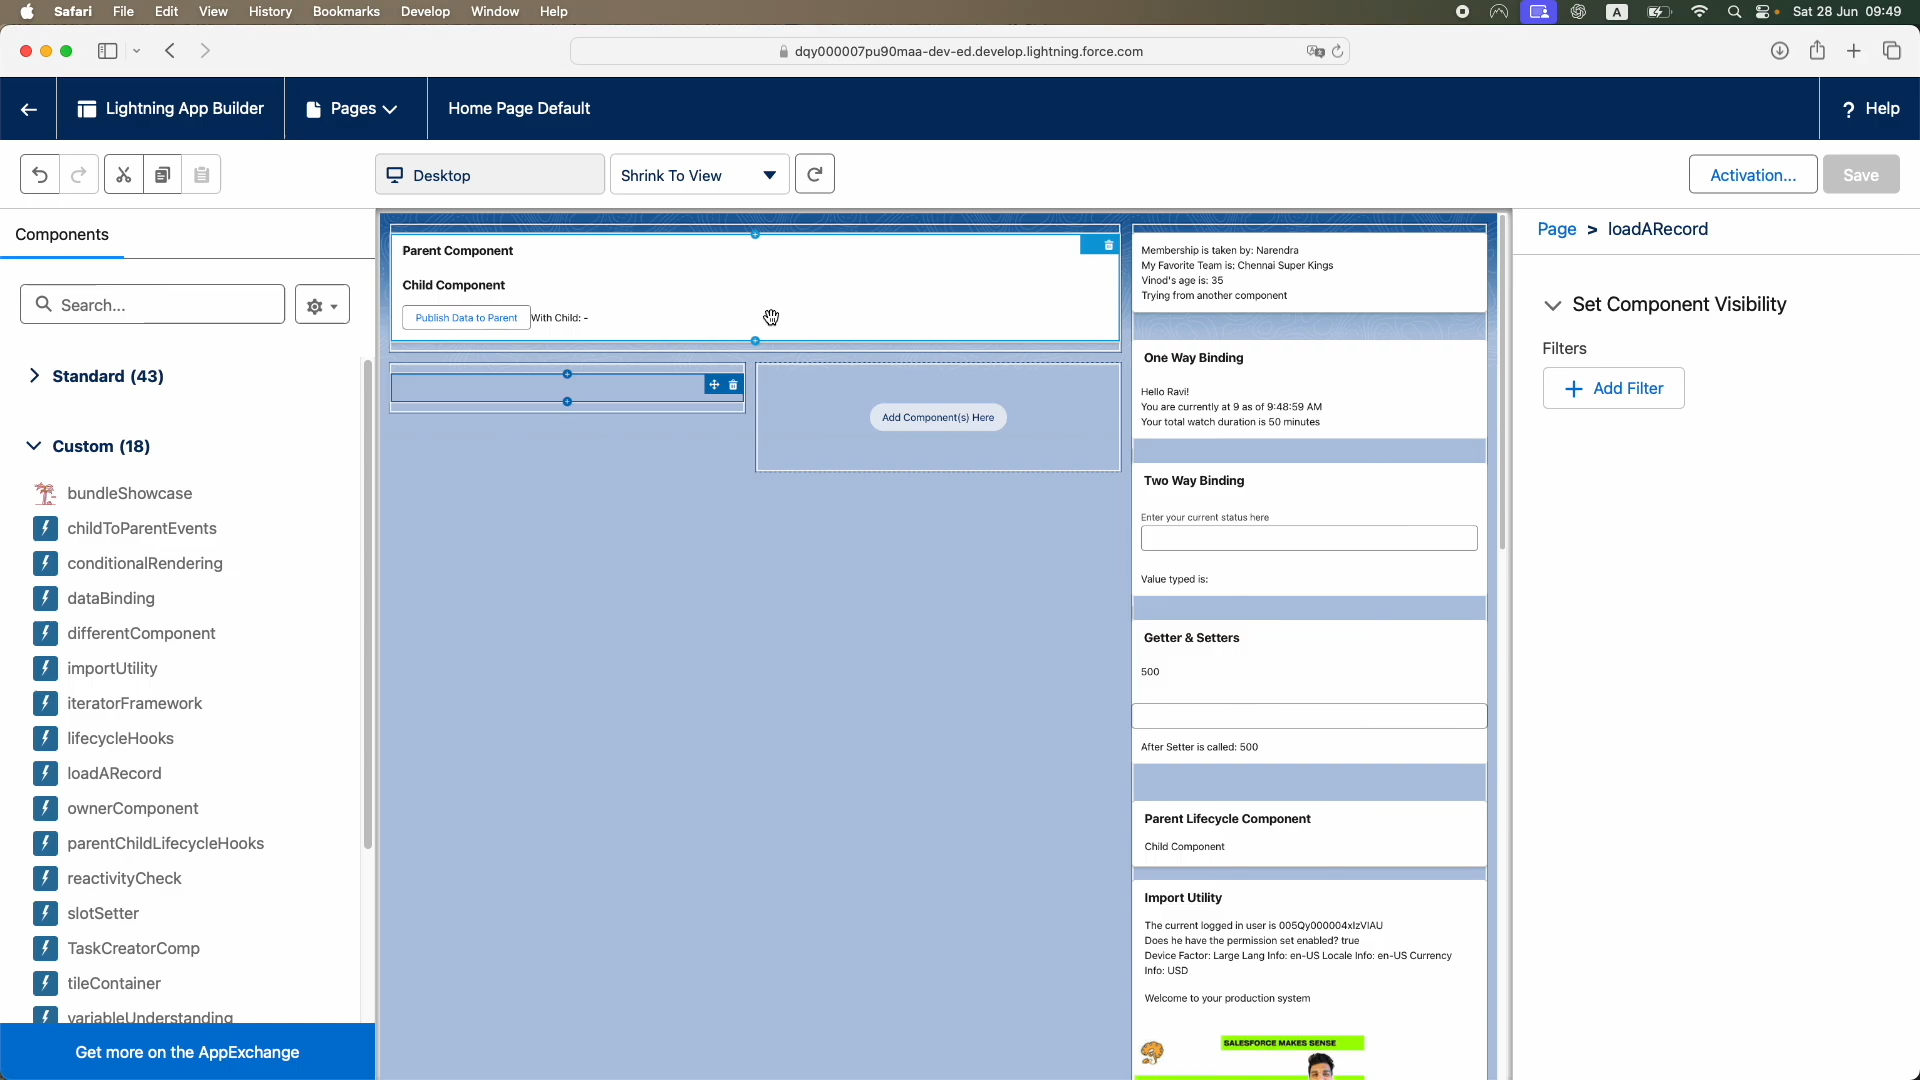 Safari File Edit View History Bookmarks Develop Window Help
A
Sat 28 Jun 09:49
dqy000007pu90maa-dev-ed.develop.lightning.force.com
Lightning App Builder
Pages
Home Page Default
? Help
Desktop
Shrink To View
Activation...
Save
Components
Search...
Standard (43)
Custom (18)
bundleShowcase
childToParentEvents
conditionalRendering
dataBinding
differentComponent
importUtility
iteratorFramework
lifecycleHooks
loadARecord
ownerComponent
parentChildLifecycleHooks
reactivityCheck
slotSetter
TaskCreatorComp
tileContainer
variableUnderstanding
Get more on the AppExchange
Parent Component
Child Component
Publish Data to Parent
With Child: -
Add Component(s) Here
Membership is taken by: Narendra
My Favorite Team is: Chennai Super Kings
Vinod's age is: 35
Trying from another component
One Way Binding
Hello Ravi!
You are currently at 9 as of 9:48:59 AM
Your total watch duration is 50 minutes
Two Way Binding
Enter your current status here
Value typed is:
Getter & Setters
500
After Setter is called: 500
Parent Lifecycle Component
Child Component
Import Utility
The current logged in user is 005Qy000004xIzVIAU
Does he have the permission set enabled? true
Device Factor: Large Lang Info: en-US Locale Info: en-US Currency
Info: USD
Welcome to your production system
SALESFORCE MAKES SENSE
Page > loadARecord
Set Component Visibility
Filters
+ Add Filter